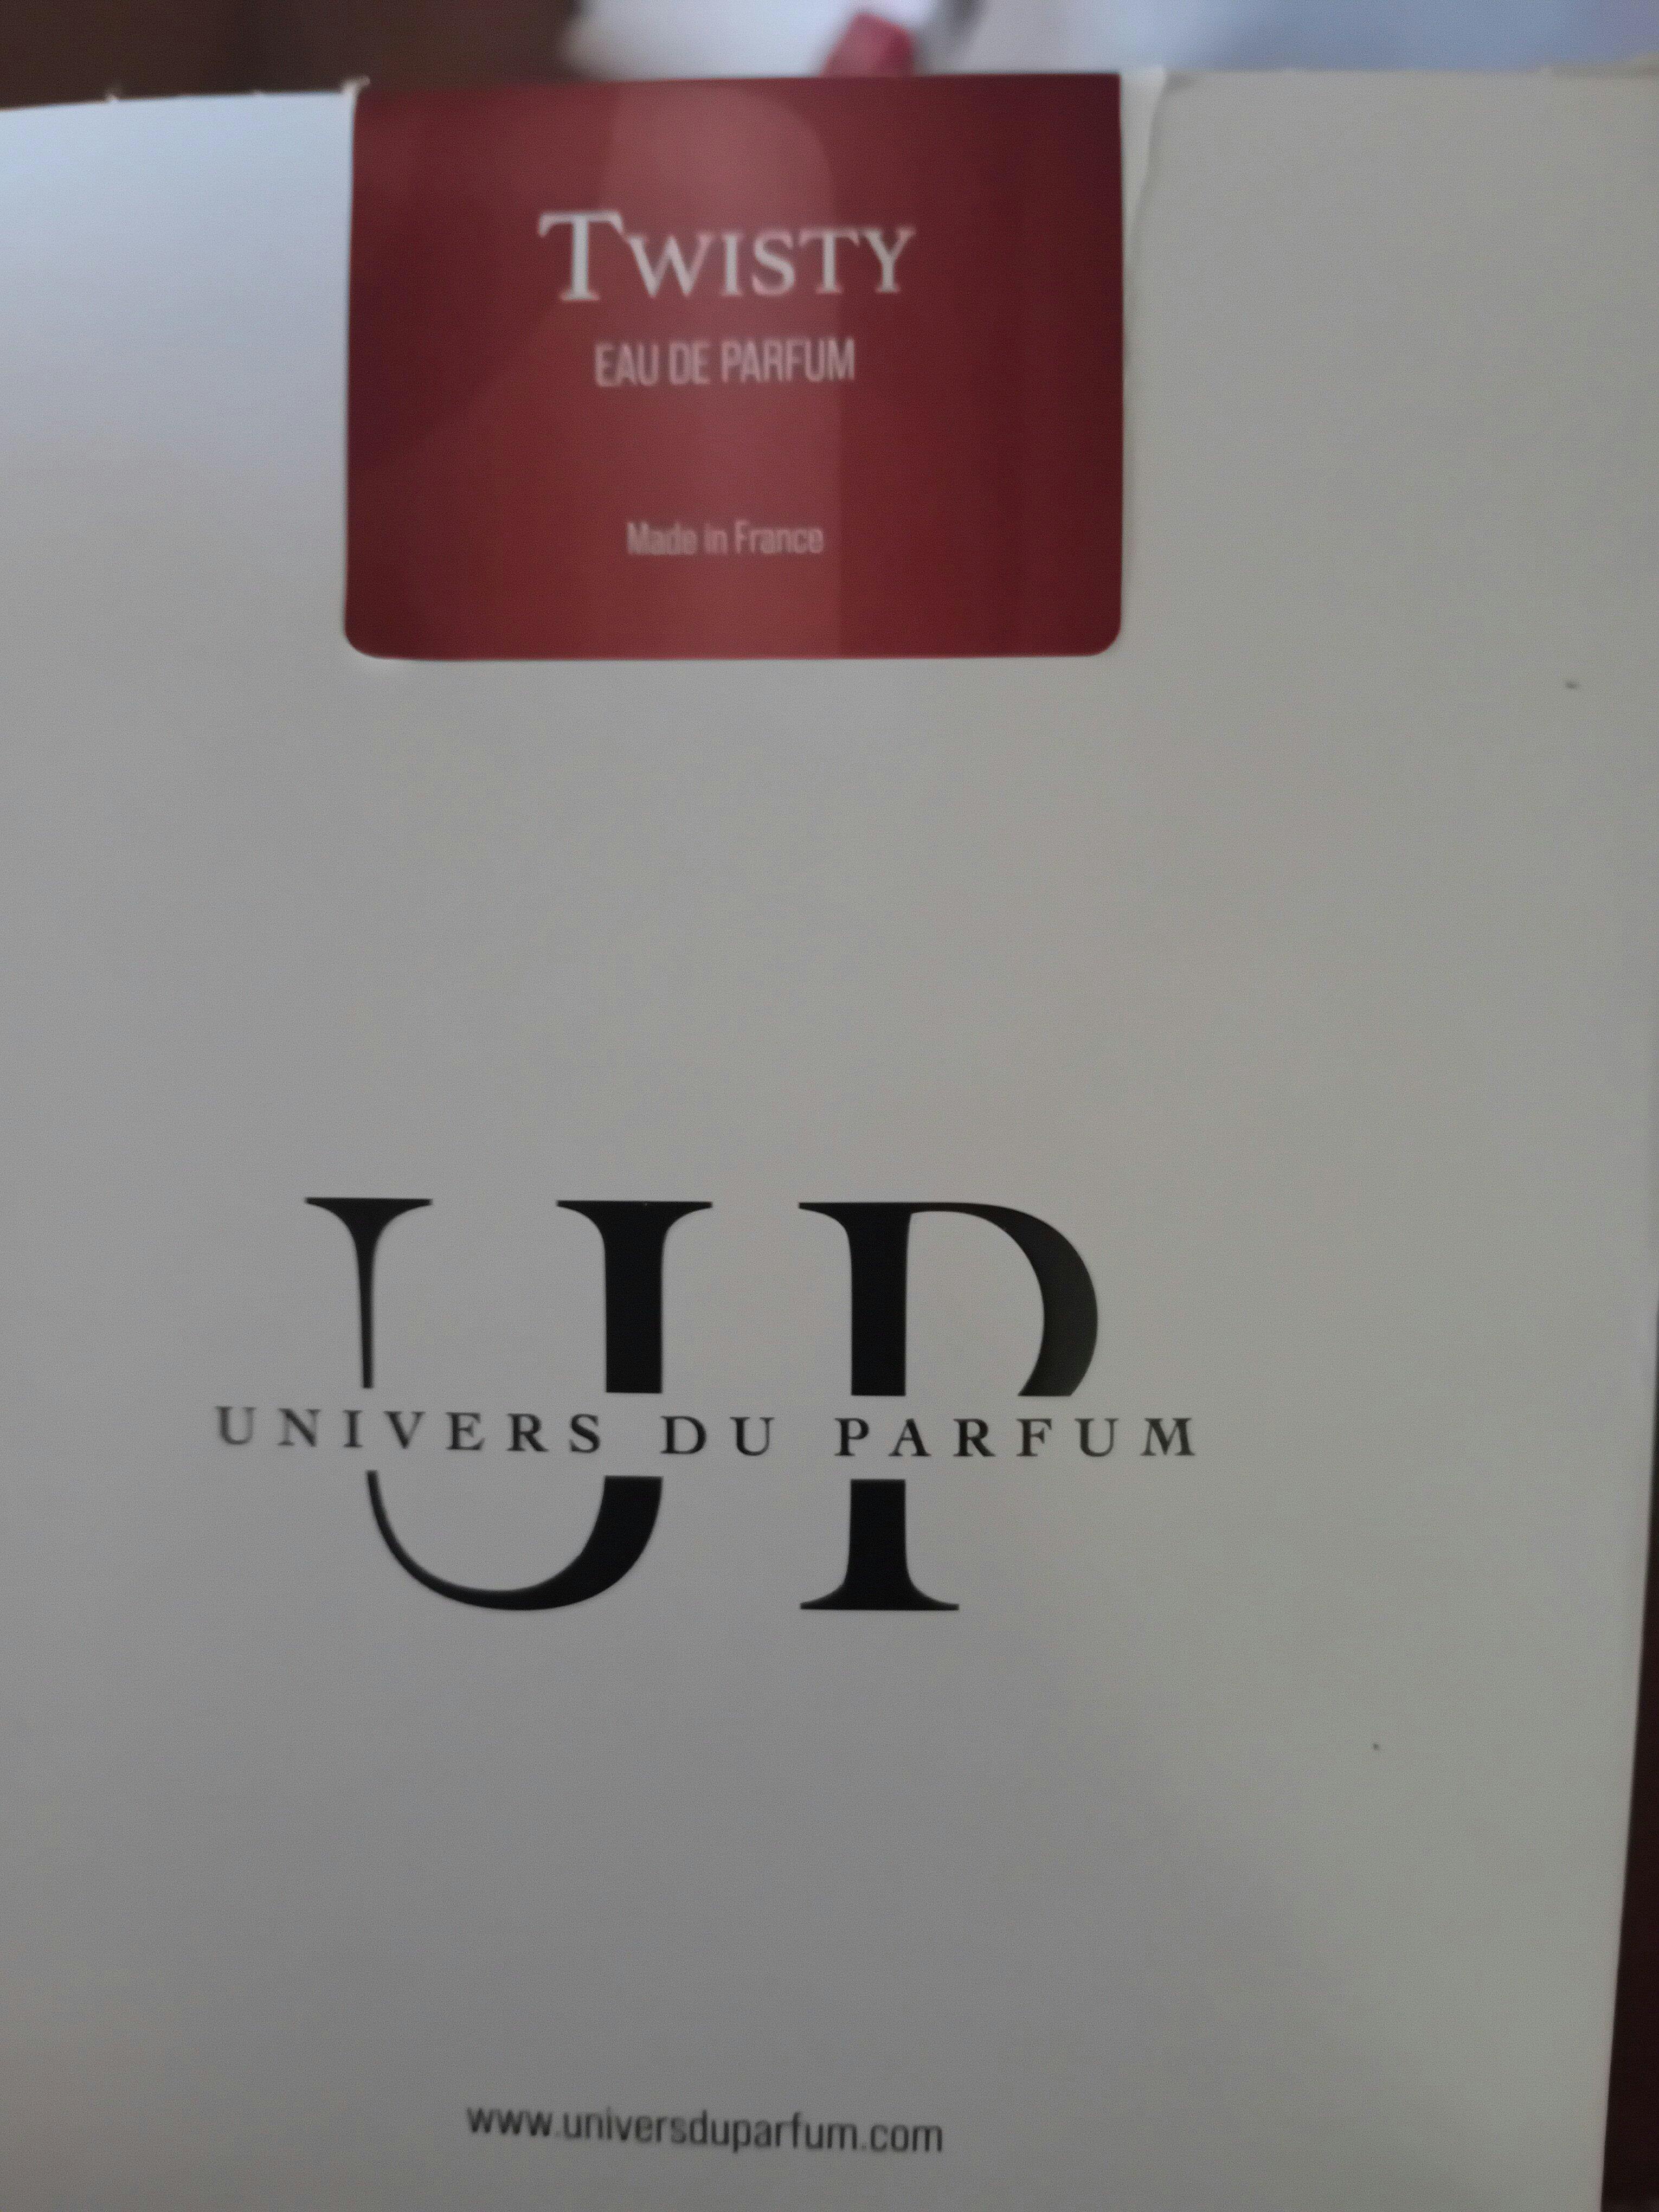 TWISTY
EAU DE PARFUM
Made in France
UP
UNIVERS DU PARFUM
www.universduparfum.com